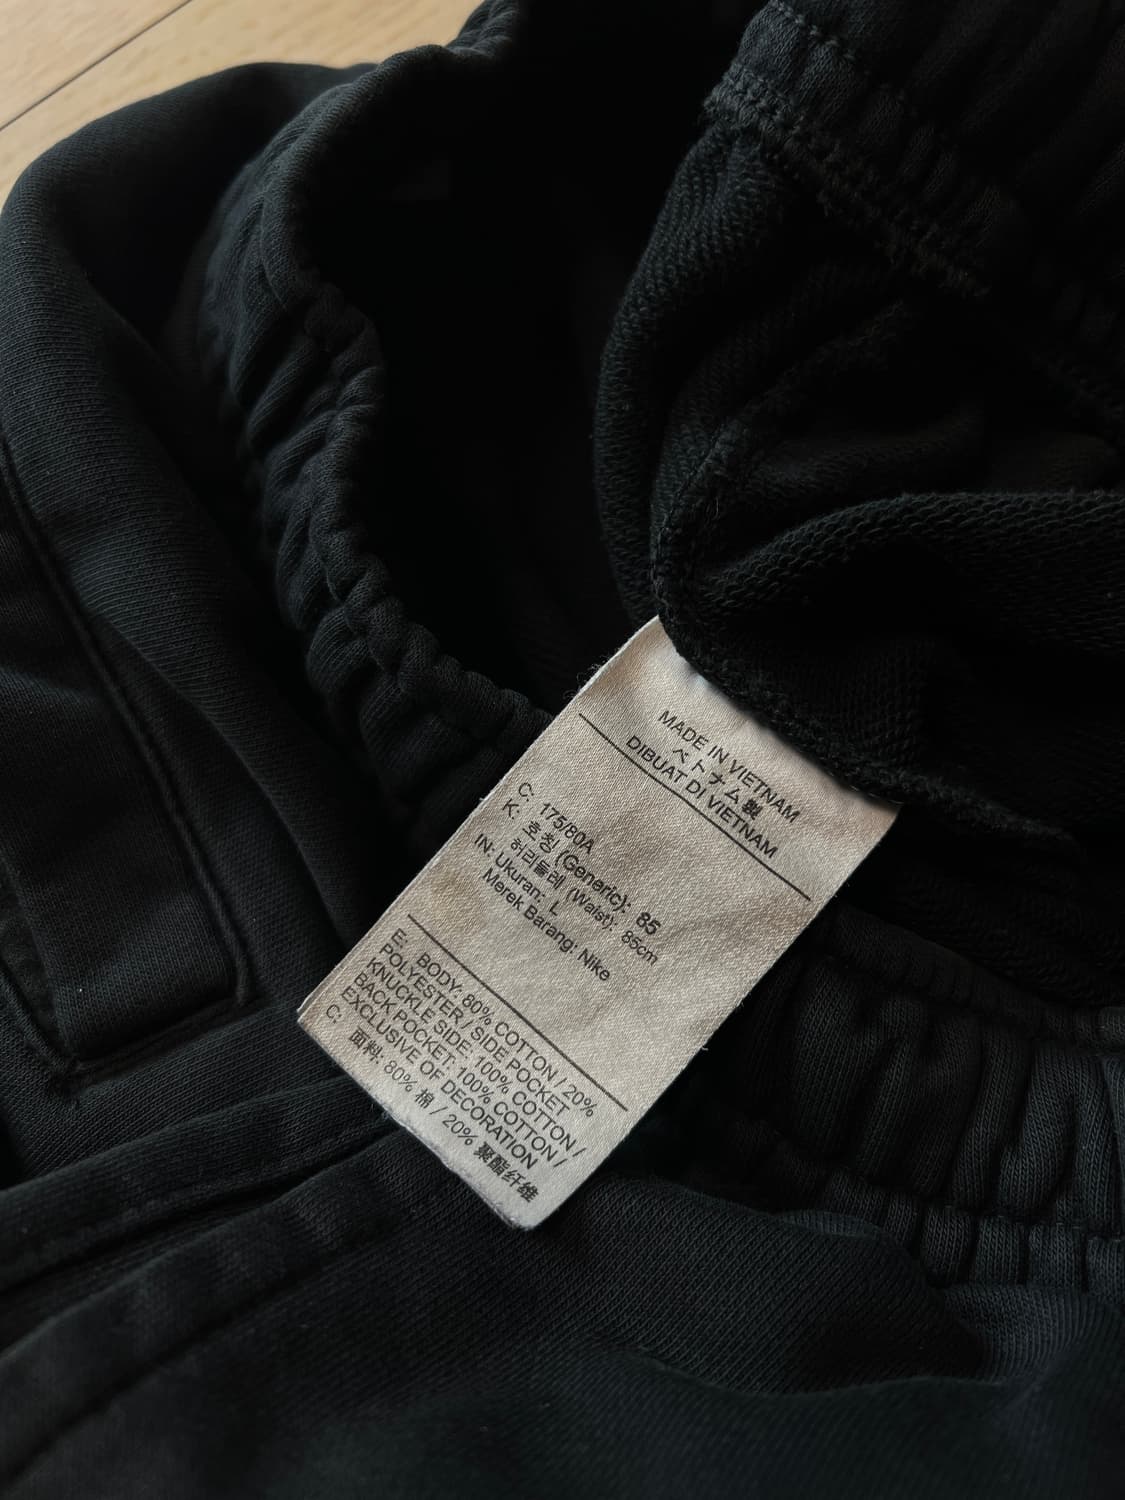 MADE IN VIETNAM
ベトナム製
DIBUAT DI VIETNAM
C: 175/80A
K: 호칭 (Generic): 85
허리둘레 (Waist): 85cm
IN: Ukuran: L
Merek Barang: Nike
E: BODY: 80% COTTON / 20%
POLYESTER / SIDE POCKET
KNUCKLE SIDE: 100% COTTON /
BACK POCKET: 100% COTTON /
EXCLUSIVE OF DECORATION
C: 面料: 80% 棉 / 20% 聚酯纤维